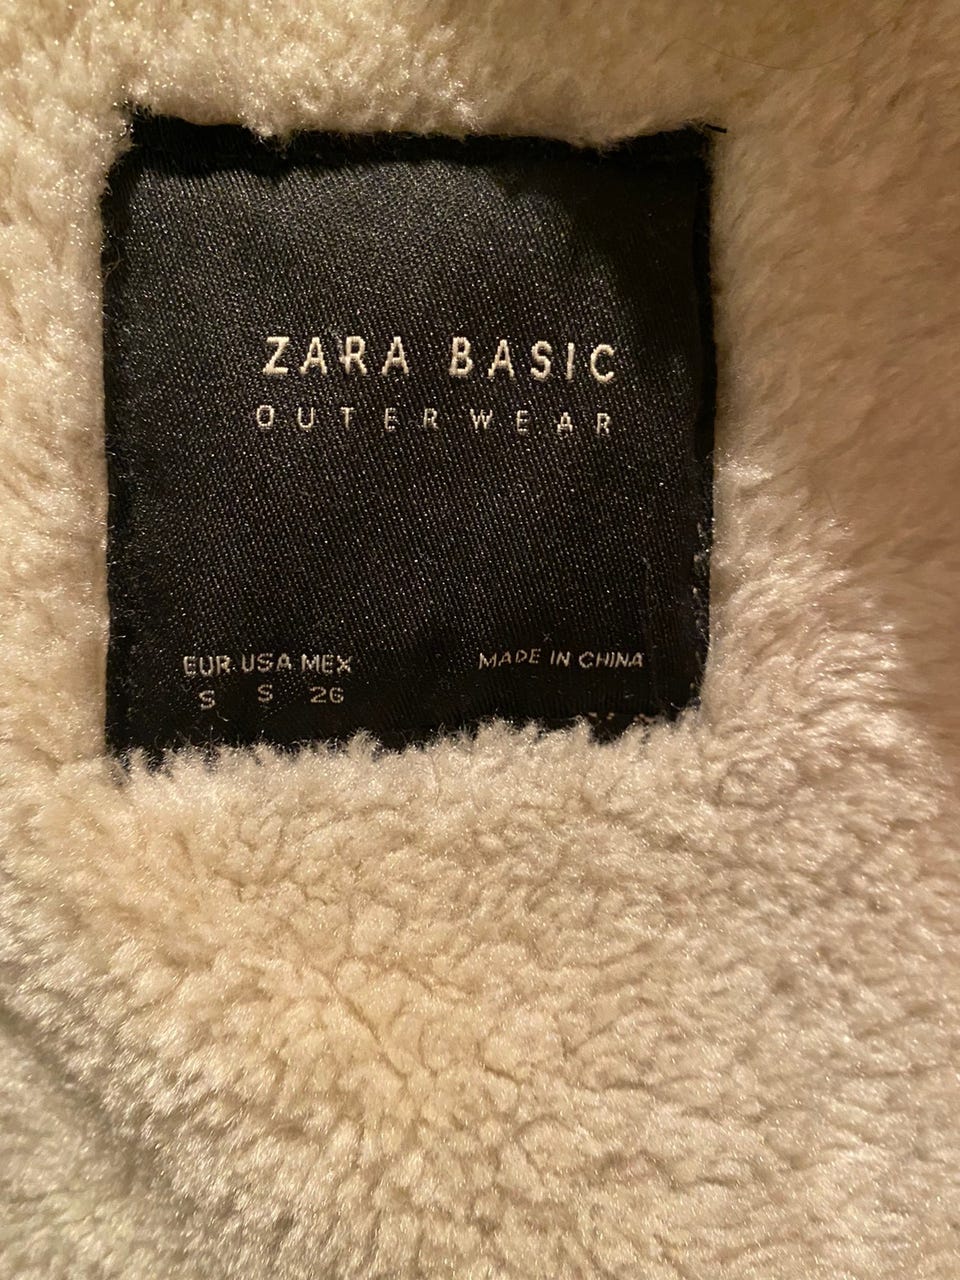 ZARA BASIC
OUTERWEAR
EUR USA MEX
S S 26
MADE IN CHINA